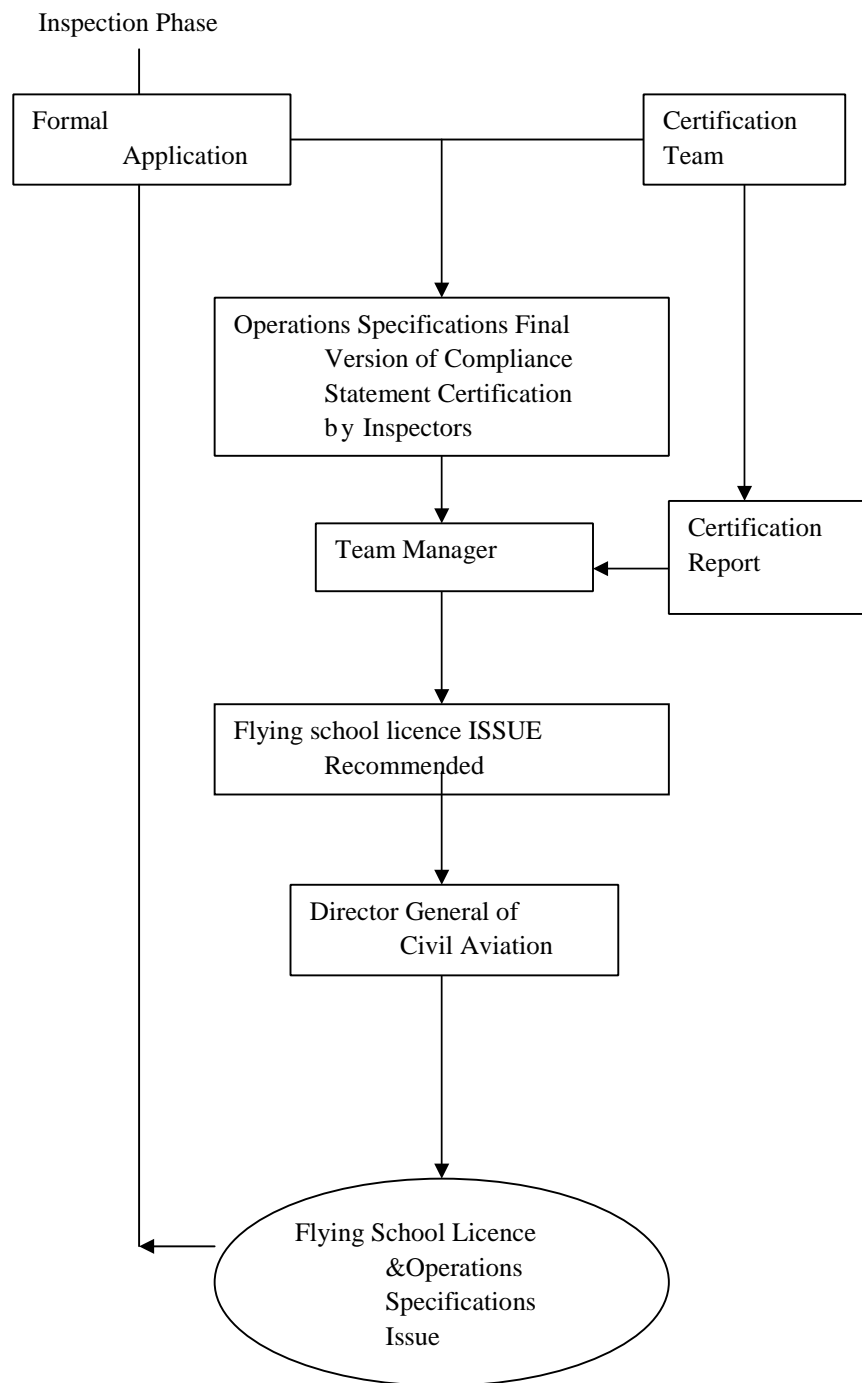 Inspection Phase
Formal
Application
Certification
Team
Operations Specifications Final
Version of Compliance
Statement Certification
by Inspectors
Team Manager
Certification
Report
Flying school licence ISSUE
Recommended
Director General of
Civil Aviation
Flying School Licence
&Operations
Specifications
Issue